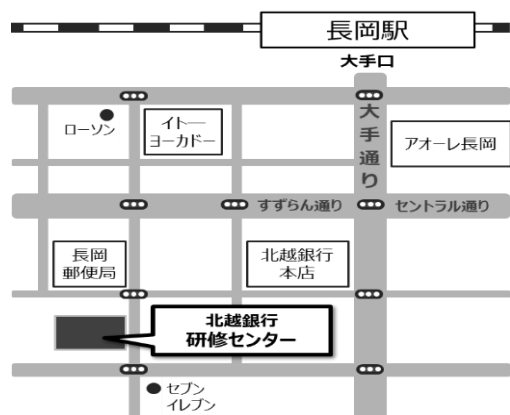 長岡駅
大手口
大手通り
ローソン
イトー
ヨーカドー
アオーレ長岡
すずらん通り
セントラル通り
長岡
郵便局
北越銀行
本店
北越銀行
研修センター
セブン
イレブン